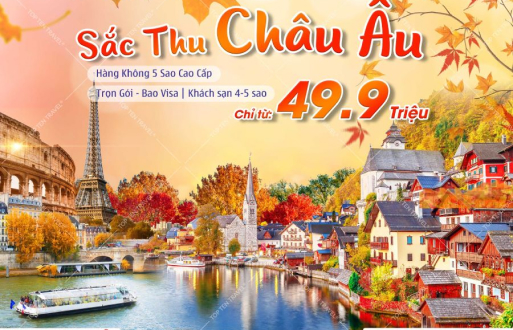 Sắc Thu Châu Âu
Hàng Không 5 Sao Cao Cấp
Trọn Gói - Bao Visa | Khách sạn 4-5 sao
Chỉ từ: 49.9 Triệu